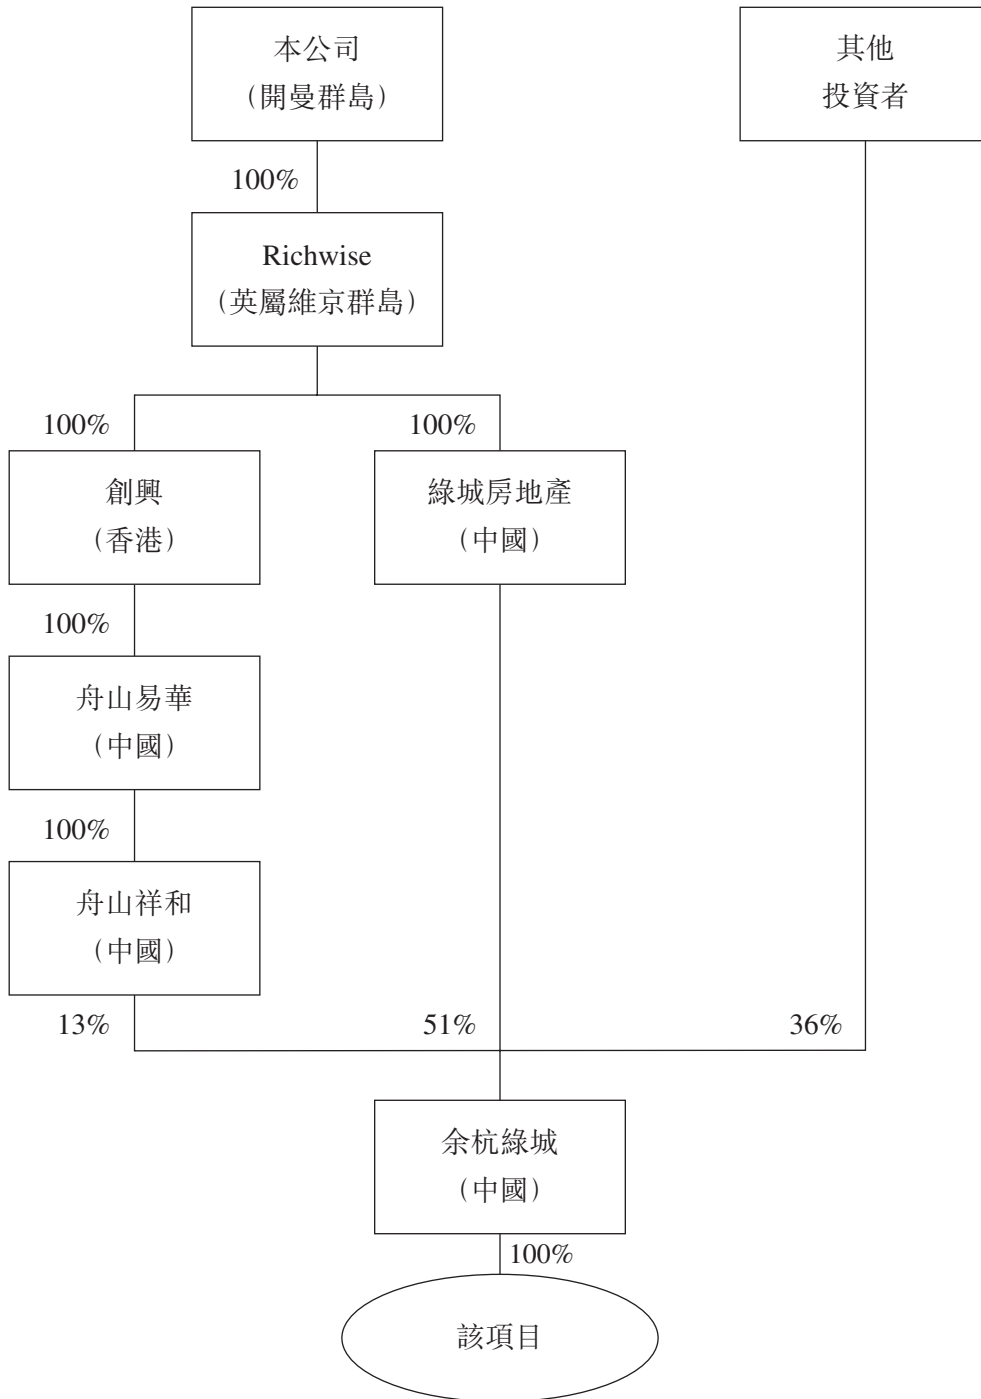 本公司
（開曼群島）
其他
投資者
100%
Richwise
（英屬維京群島）
100%
100%
創興
（香港）
綠城房地產
（中國）
100%
舟山易華
（中國）
100%
舟山祥和
（中國）
13%
51%
36%
余杭綠城
（中國）
100%
該項目